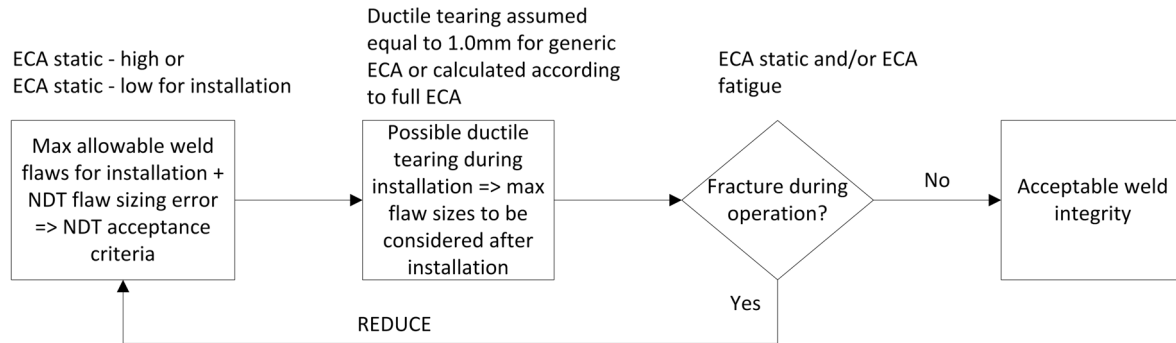 ECA static - high or
ECA static - low for installation
Max allowable weld
flaws for installation +
NDT flaw sizing error
=> NDT acceptance
criteria
Ductile tearing assumed
equal to 1.0mm for generic
ECA or calculated according
to full ECA
Possible ductile
tearing during
installation => max
flaw sizes to be
considered after
installation
ECA static and/or ECA
fatigue
Fracture during
operation?
No
Acceptable weld
integrity
Yes
REDUCE